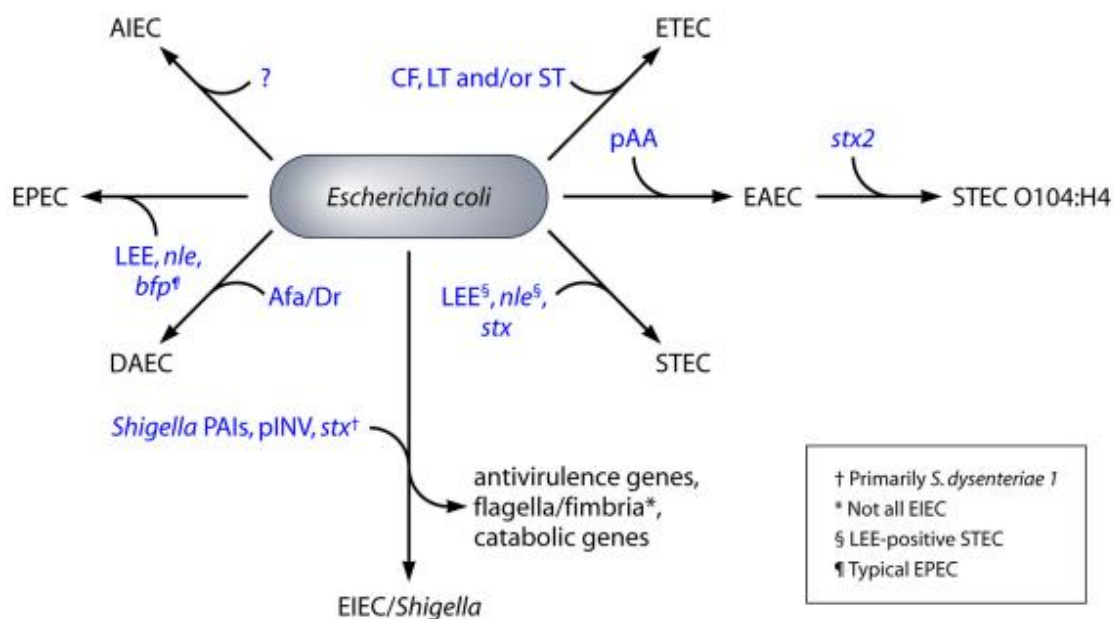 AIEC
ETEC
?
CF, LT and/or ST
pAA
stx2
EPEC
Escherichia coli
EAEC
STEC O104:H4
LEE, nle,
bfp¶
Afa/Dr
LEE§, nle§,
stx
DAEC
STEC
Shigella PAIs, pINV, stx†
antivirulence genes,
flagella/fimbria*,
catabolic genes
EIEC/Shigella
† Primarily S. dysenteriae 1
* Not all EIEC
§ LEE-positive STEC
¶ Typical EPEC